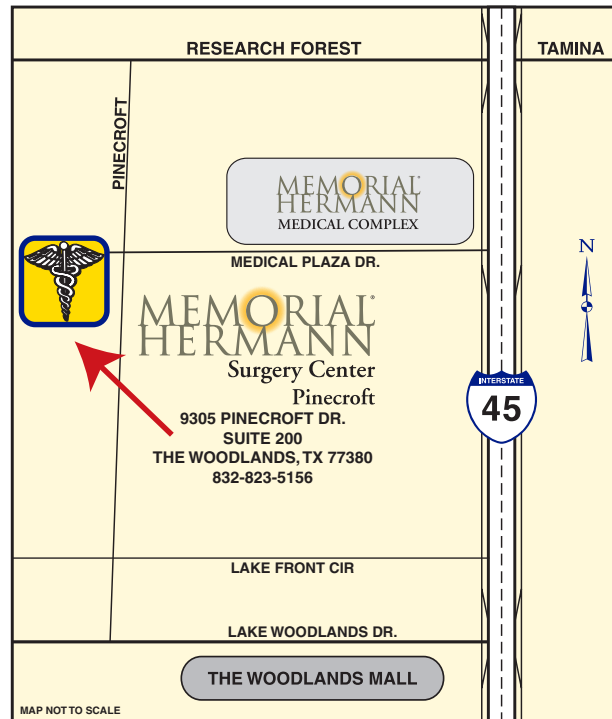 RESEARCH FOREST
TAMINA
PINECROFT
MEMORIAL®
HERMANN
MEDICAL COMPLEX
MEDICAL PLAZA DR.
N
MEMORIAL®
HERMANN
Surgery Center
Pinecroft
9305 PINECROFT DR.
SUITE 200
THE WOODLANDS, TX 77380
832-823-5156
INTERSTATE
45
LAKE FRONT CIR
LAKE WOODLANDS DR.
THE WOODLANDS MALL
MAP NOT TO SCALE